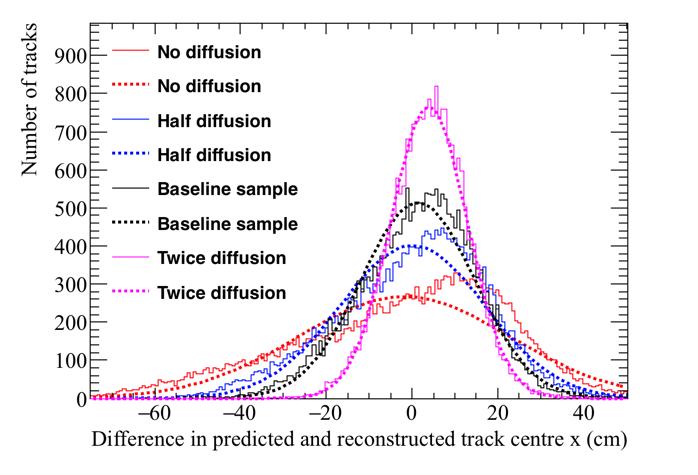 Number of tracks
900
800
700
600
500
400
300
200
100
0
No diffusion
No diffusion
Half diffusion
Half diffusion
Baseline sample
Baseline sample
Twice diffusion
Twice diffusion
−60 −40 −20 0 20 40
Difference in predicted and reconstructed track centre x (cm)